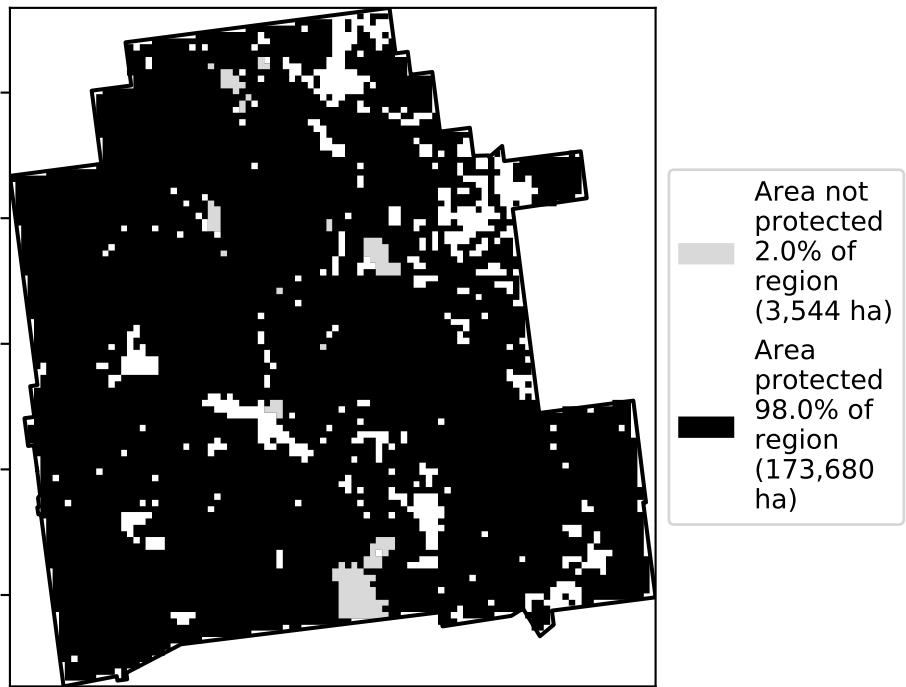 Area not
protected
2.0% of
region
(3,544 ha)
Area
protected
98.0% of
region
(173,680
ha)